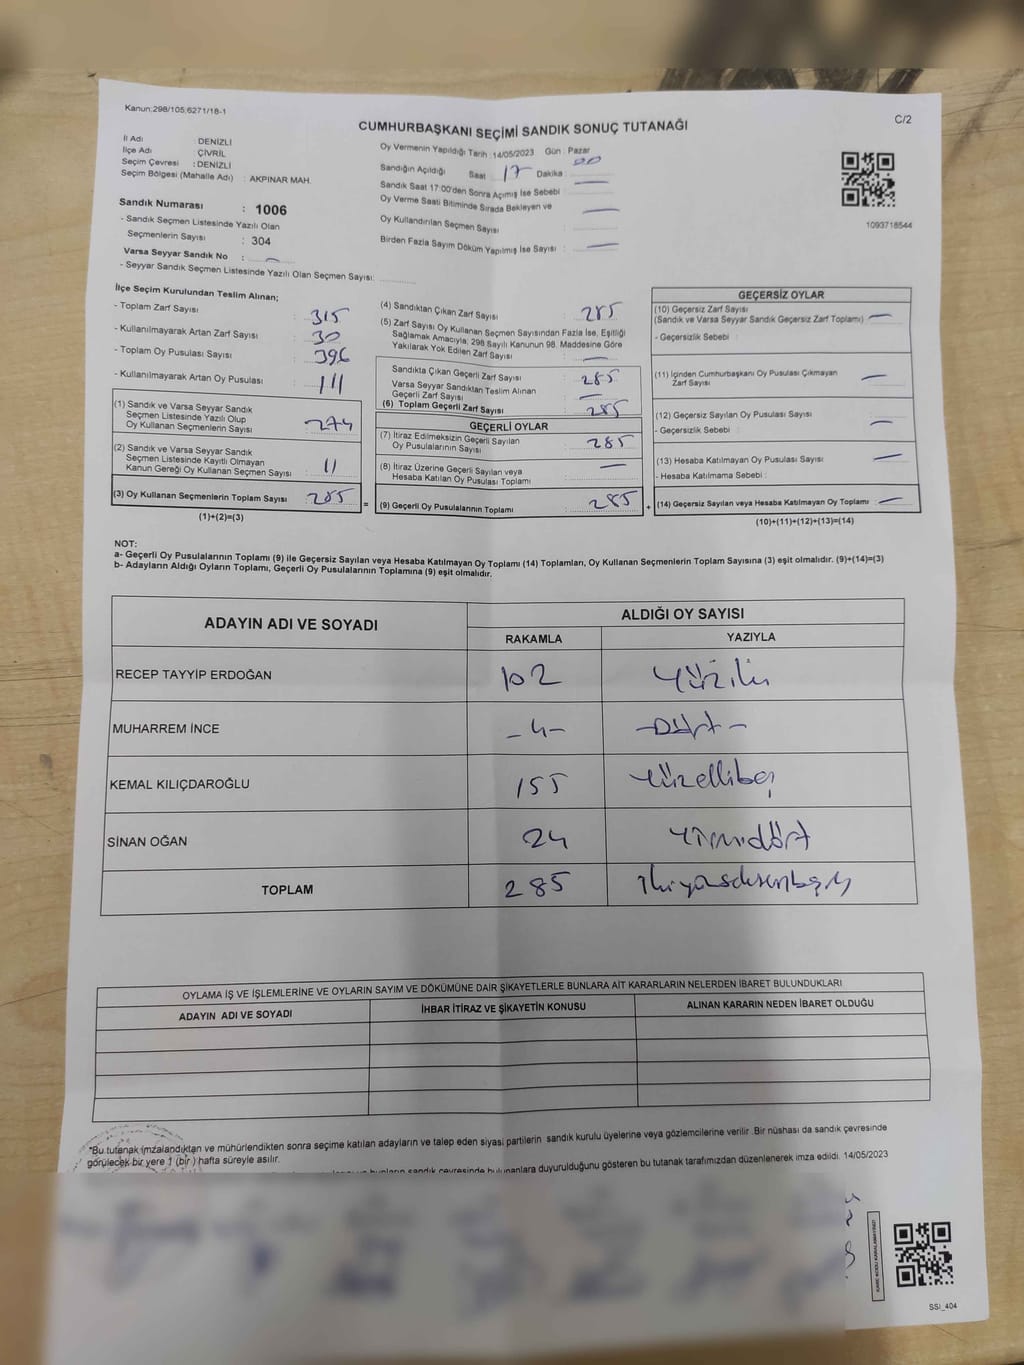 Kanun:298/105;6271/18-1
C/2
CUMHURBAŞKANI SEÇİMİ SANDIK SONUÇ TUTANAĞI
İl Adı : DENİZLİ
İlçe Adı : ÇİVRİL
Seçim Çevresi : DENİZLİ
Seçim Bölgesi (Mahalle Adı) : AKPINAR MAH.
Sandık Numarası : 1006
- Sandık Seçmen Listesinde Yazılı Olan
Seçmenlerin Sayısı : 304
Varsa Seyyar Sandık No : —
- Seyyar Sandık Seçmen Listesinde Yazılı Olan Seçmen Sayısı:
Oy Vermenin Yapıldığı Tarih : 14/05/2023 Gün : Pazar
Sandığın Açıldığı Saat 17 Dakika : 00
Sandık Saat 17:00'den Sonra Açımış İse Sebebi : —
Oy Verme Saati Bitiminde Sırada Bekleyen ve
Oy Kullandırılan Seçmen Sayısı : —
Birden Fazla Sayım Döküm Yapılmış İse Sayısı : —
1093718544
İlçe Seçim Kurulundan Teslim Alınan;
- Toplam Zarf Sayısı : 315
- Kullanılmayarak Artan Zarf Sayısı : 30
- Toplam Oy Pusulası Sayısı : 396
- Kullanılmayarak Artan Oy Pusulası : 111
(1) Sandık ve Varsa Seyyar Sandık
Seçmen Listesinde Yazılı Olup
Oy Kullanan Seçmenlerin Sayısı : 274
(2) Sandık ve Varsa Seyyar Sandık
Seçmen Listesinde Kayıtlı Olmayan
Kanun Gereği Oy Kullanan Seçmen Sayısı : 11
(3) Oy Kullanan Seçmenlerin Toplam Sayısı : 285
(1)+(2)=(3)
(4) Sandıktan Çıkan Zarf Sayısı : 285
(5) Zarf Sayısı Oy Kullanan Seçmen Sayısından Fazla İse, Eşitliği
Sağlamak Amacıyla; 298 Sayılı Kanunun 98. Maddesine Göre
Yakılarak Yok Edilen Zarf Sayısı : —
Sandıkta Çıkan Geçerli Zarf Sayısı : 285
Varsa Seyyar Sandıktan Teslim Alınan
Geçerli Zarf Sayısı : —
(6) Toplam Geçerli Zarf Sayısı : 285
GEÇERLİ OYLAR
(7) İtiraz Edilmeksizin Geçerli Sayılan
Oy Pusulalarının Sayısı : 285
(8) İtiraz Üzerine Geçerli Sayılan veya
Hesaba Katılan Oy Pusulası Toplamı : —
= (9) Geçerli Oy Pusulalarının Toplamı : 285
GEÇERSİZ OYLAR
(10) Geçersiz Zarf Sayısı
(Sandık ve Varsa Seyyar Sandık Geçersiz Zarf Toplamı) : —
- Geçersizlik Sebebi :
(11) İçinden Cumhurbaşkanı Oy Pusulası Çıkmayan
Zarf Sayısı : —
(12) Geçersiz Sayılan Oy Pusulası Sayısı : —
- Geçersizlik Sebebi :
(13) Hesaba Katılmayan Oy Pusulası Sayısı : —
- Hesaba Katılmama Sebebi :
+ (14) Geçersiz Sayılan veya Hesaba Katılmayan Oy Toplamı : —
(10)+(11)+(12)+(13)=(14)
NOT:
a- Geçerli Oy Pusulalarının Toplamı (9) ile Geçersiz Sayılan veya Hesaba Katılmayan Oy Toplamı (14) Toplamları, Oy Kullanan Seçmenlerin Toplam Sayısına (3) eşit olmalıdır. (9)+(14)=(3)
b- Adayların Aldığı Oyların Toplamı, Geçerli Oy Pusulalarının Toplamına (9) eşit olmalıdır.
ADAYIN ADI VE SOYADI
ALDIĞI OY SAYISI
RAKAMLA YAZIYLA
RECEP TAYYİP ERDOĞAN 102 Yüziki
MUHARREM İNCE -4- -Dört-
KEMAL KILIÇDAROĞLU 155 Yüzellibeş
SİNAN OĞAN 24 Yirmidört
TOPLAM 285
OYLAMA İŞ VE İŞLEMLERİNE VE OYLARIN SAYIM VE DÖKÜMÜNE DAİR ŞİKAYETLERLE BUNLARA AİT KARARLARIN NELERDEN İBARET BULUNDUKLARI
ADAYIN ADI VE SOYADI İHBAR İTİRAZ VE ŞİKAYETİN KONUSU ALINAN KARARIN NEDEN İBARET OLDUĞU
*Bu tutanak imzalandıktan ve mühürlendikten sonra seçime katılan adayların ve talep eden siyasi partilerin sandık kurulu üyelerine veya gözlemcilerine verilir .Bir nüshası da sandık çevresinde
görülecek bir yere 1 (bir) hafta süreyle asılır.
bunların sandık çevresinde bulunanlara duyurulduğunu gösteren bu tutanak tarafımızdan düzenlenerek imza edildi. 14/05/2023
SSI_404